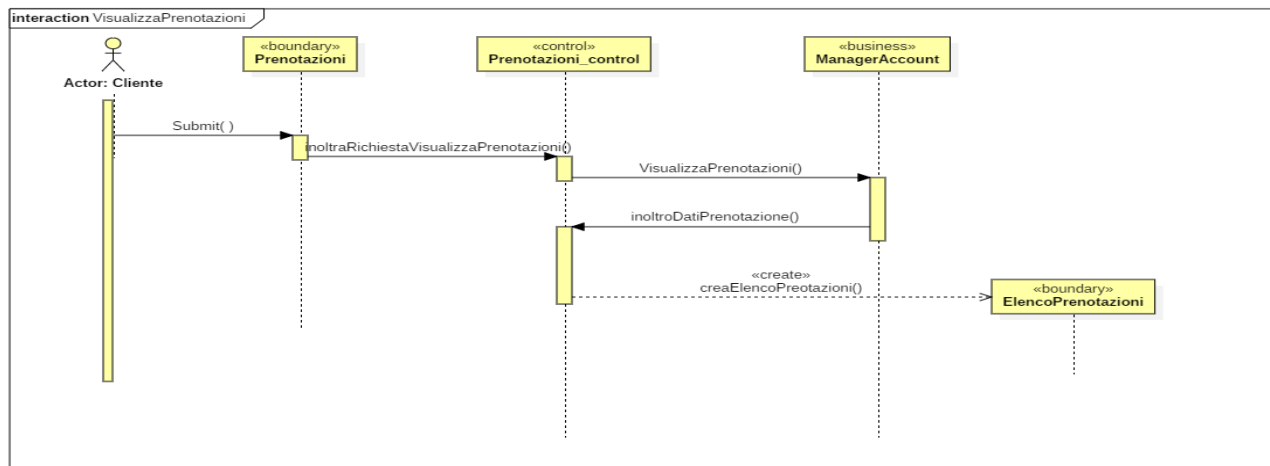 interaction VisualizzaPrenotazioni
«boundary»
Prenotazioni
«control»
Prenotazioni_control
«business»
ManagerAccount
Actor: Cliente
Submit( )
inoltraRichiestaVisualizzaPrenotazioni()
VisualizzaPrenotazioni()
inoltroDatiPrenotazione()
«create»
creaElencoPreotazioni()
«boundary»
ElencoPrenotazioni